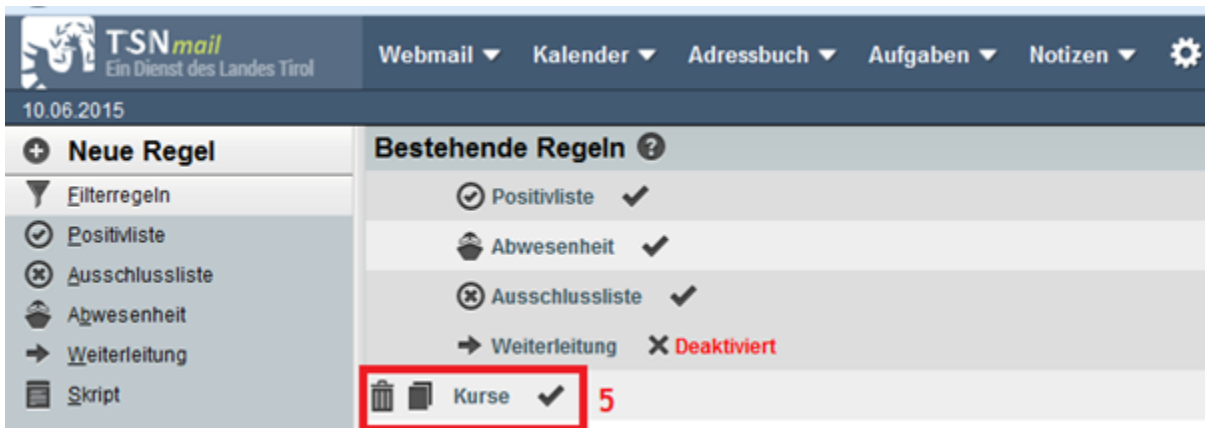 TSNmail
Ein Dienst des Landes Tirol
Webmail Kalender Adressbuch Aufgaben Notizen
10.06.2015
Neue Regel
Filterregeln
Positivliste
Ausschlussliste
Abwesenheit
Weiterleitung
Skript
Bestehende Regeln ?
Positivliste
Abwesenheit
Ausschlussliste
Weiterleitung Deaktiviert
Kurse 5